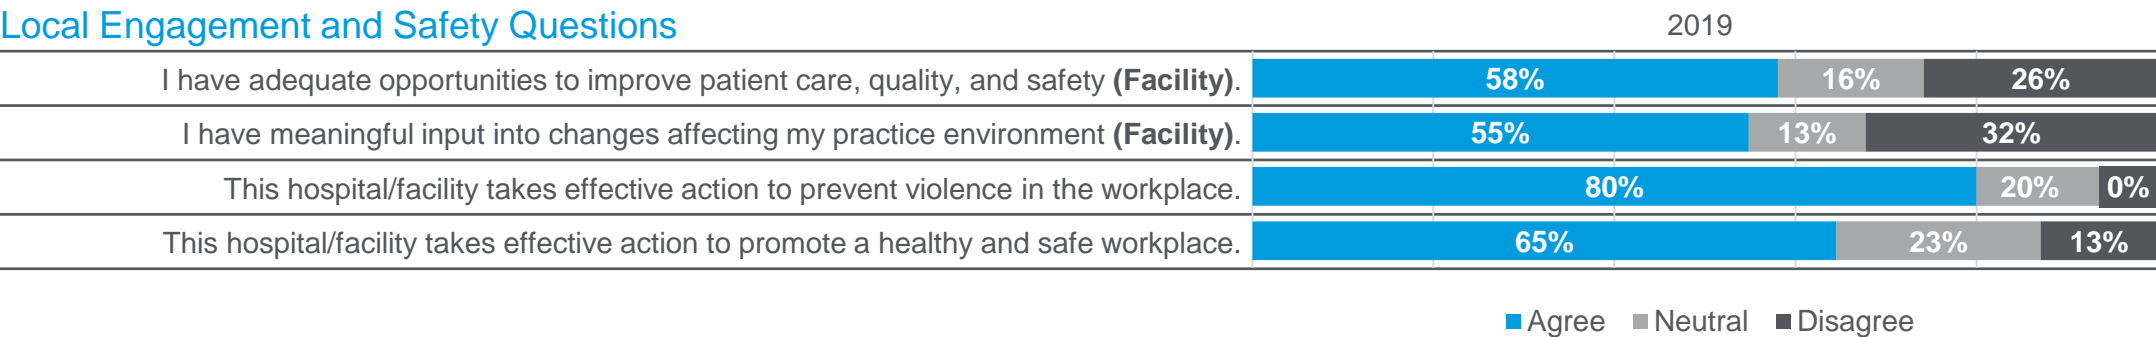 Local Engagement and Safety Questions 2019
I have adequate opportunities to improve patient care, quality, and safety (Facility). 58% 16% 26%
I have meaningful input into changes affecting my practice environment (Facility). 55% 13% 32%
This hospital/facility takes effective action to prevent violence in the workplace. 80% 20% 0%
This hospital/facility takes effective action to promote a healthy and safe workplace. 65% 23% 13%
Agree Neutral Disagree